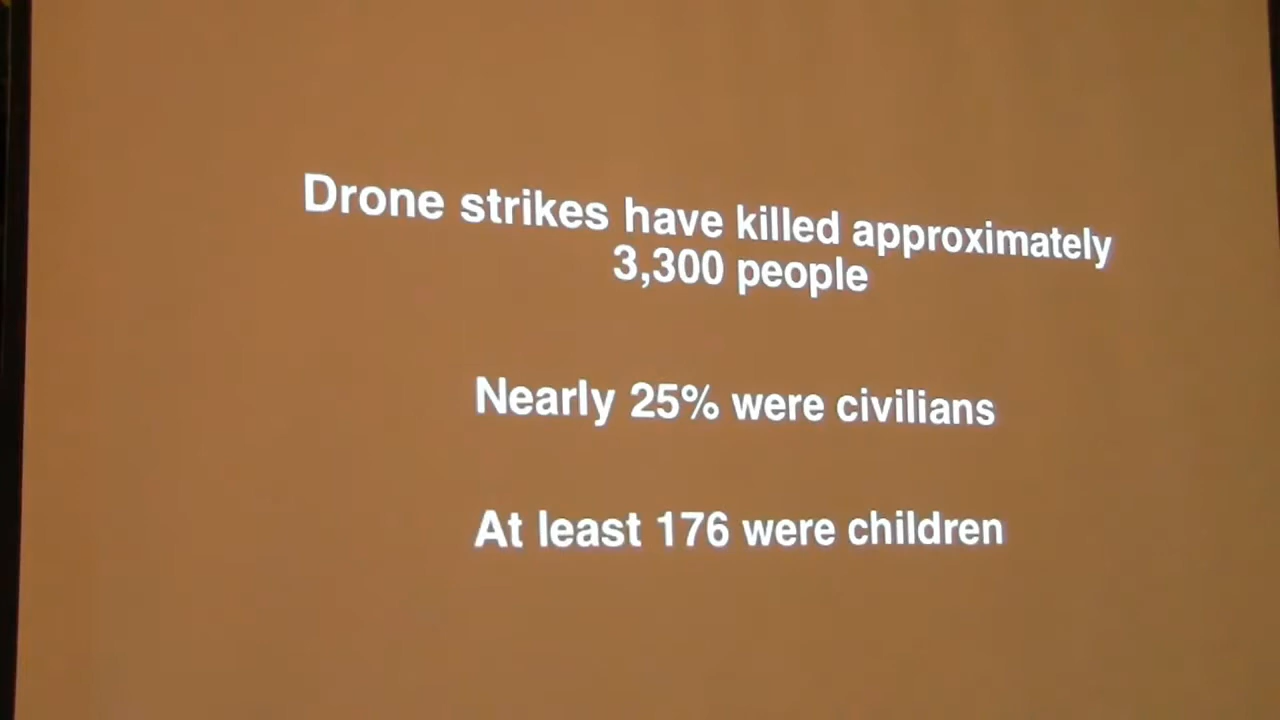 Drone strikes have killed approximately
3,300 people
Nearly 25% were civilians
At least 176 were children